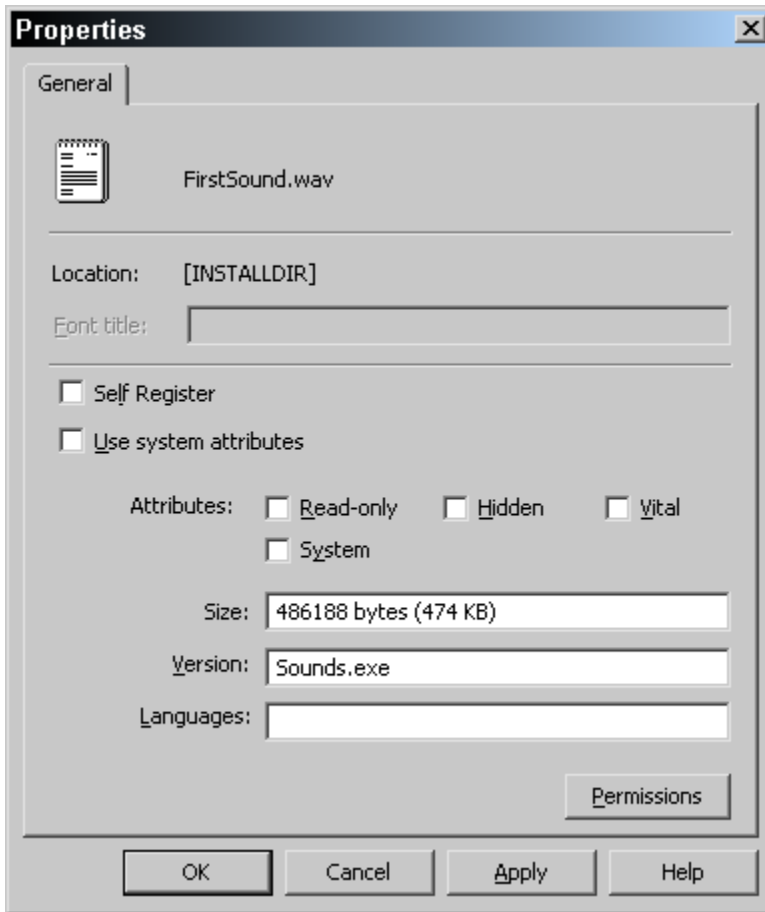 Properties
General
FirstSound.wav
Location: [INSTALLDIR]
Font title:
Self Register
Use system attributes
Attributes: Read-only Hidden Vital
System
Size: 486188 bytes (474 KB)
Version: Sounds.exe
Languages:
Permissions
OK Cancel Apply Help